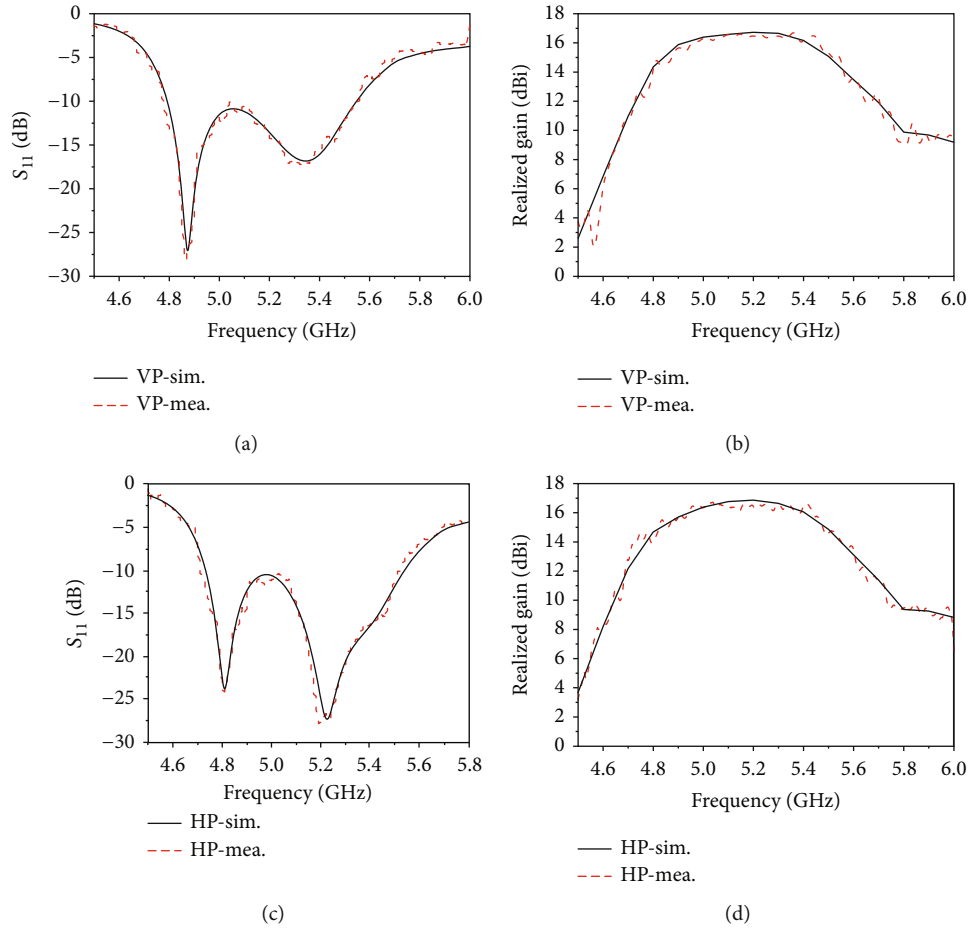 0
−5
−10
−15
−20
−25
−30
S11 (dB)
4.6 4.8 5.0 5.2 5.4 5.6 5.8 6.0
Frequency (GHz)
VP-sim.
VP-mea.
(a)
18
16
14
12
10
8
6
4
2
0
Realized gain (dBi)
4.6 4.8 5.0 5.2 5.4 5.6 5.8 6.0
Frequency (GHz)
VP-sim.
VP-mea.
(b)
0
−5
−10
−15
−20
−25
−30
S11 (dB)
4.6 4.8 5.0 5.2 5.4 5.6 5.8
Frequency (GHz)
HP-sim.
HP-mea.
(c)
18
16
14
12
10
8
6
4
2
0
Realized gain (dBi)
4.6 4.8 5.0 5.2 5.4 5.6 5.8 6.0
Frequency (GHz)
HP-sim.
HP-mea.
(d)